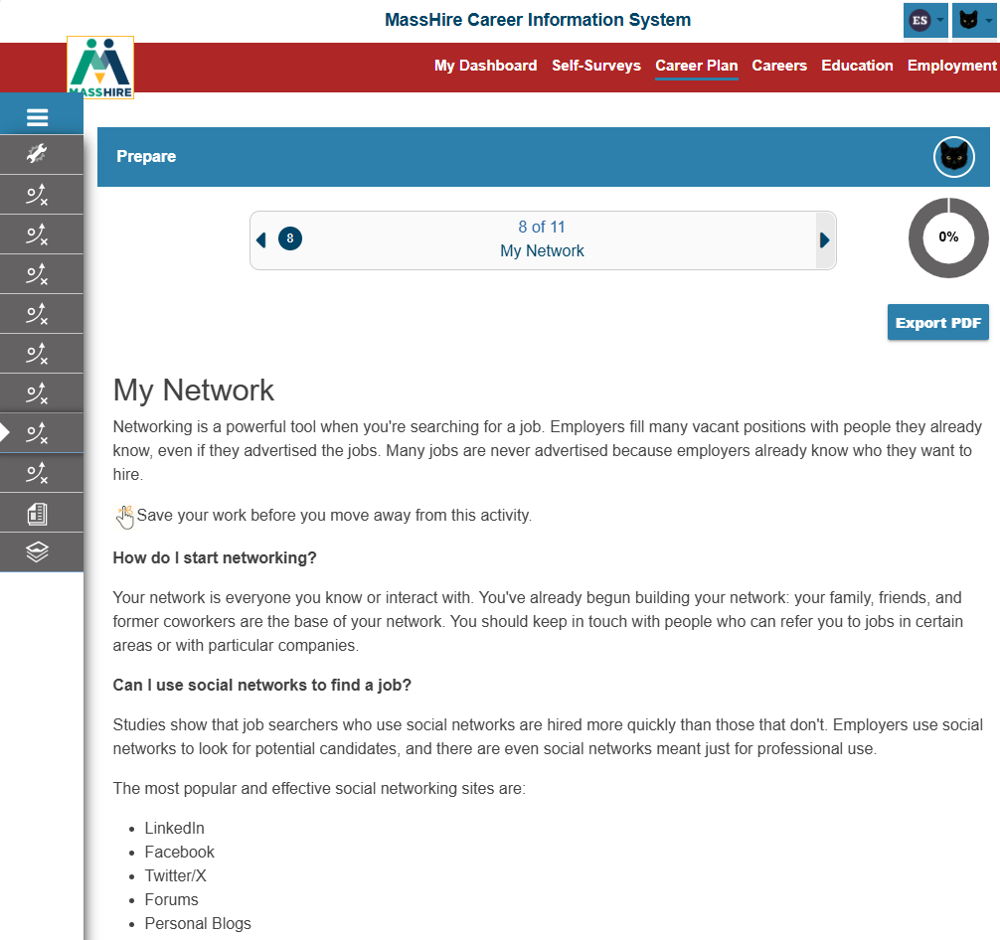 MassHire Career Information System
ES
MASSHIRE
My Dashboard Self-Surveys Career Plan Careers Education Employment
Prepare
8
8 of 11
My Network
0%
Export PDF
My Network
Networking is a powerful tool when you're searching for a job. Employers fill many vacant positions with people they already
know, even if they advertised the jobs. Many jobs are never advertised because employers already know who they want to
hire.
Save your work before you move away from this activity.
How do I start networking?
Your network is everyone you know or interact with. You've already begun building your network: your family, friends, and
former coworkers are the base of your network. You should keep in touch with people who can refer you to jobs in certain
areas or with particular companies.
Can I use social networks to find a job?
Studies show that job searchers who use social networks are hired more quickly than those that don't. Employers use social
networks to look for potential candidates, and there are even social networks meant just for professional use.
The most popular and effective social networking sites are:
• LinkedIn
• Facebook
• Twitter/X
• Forums
• Personal Blogs